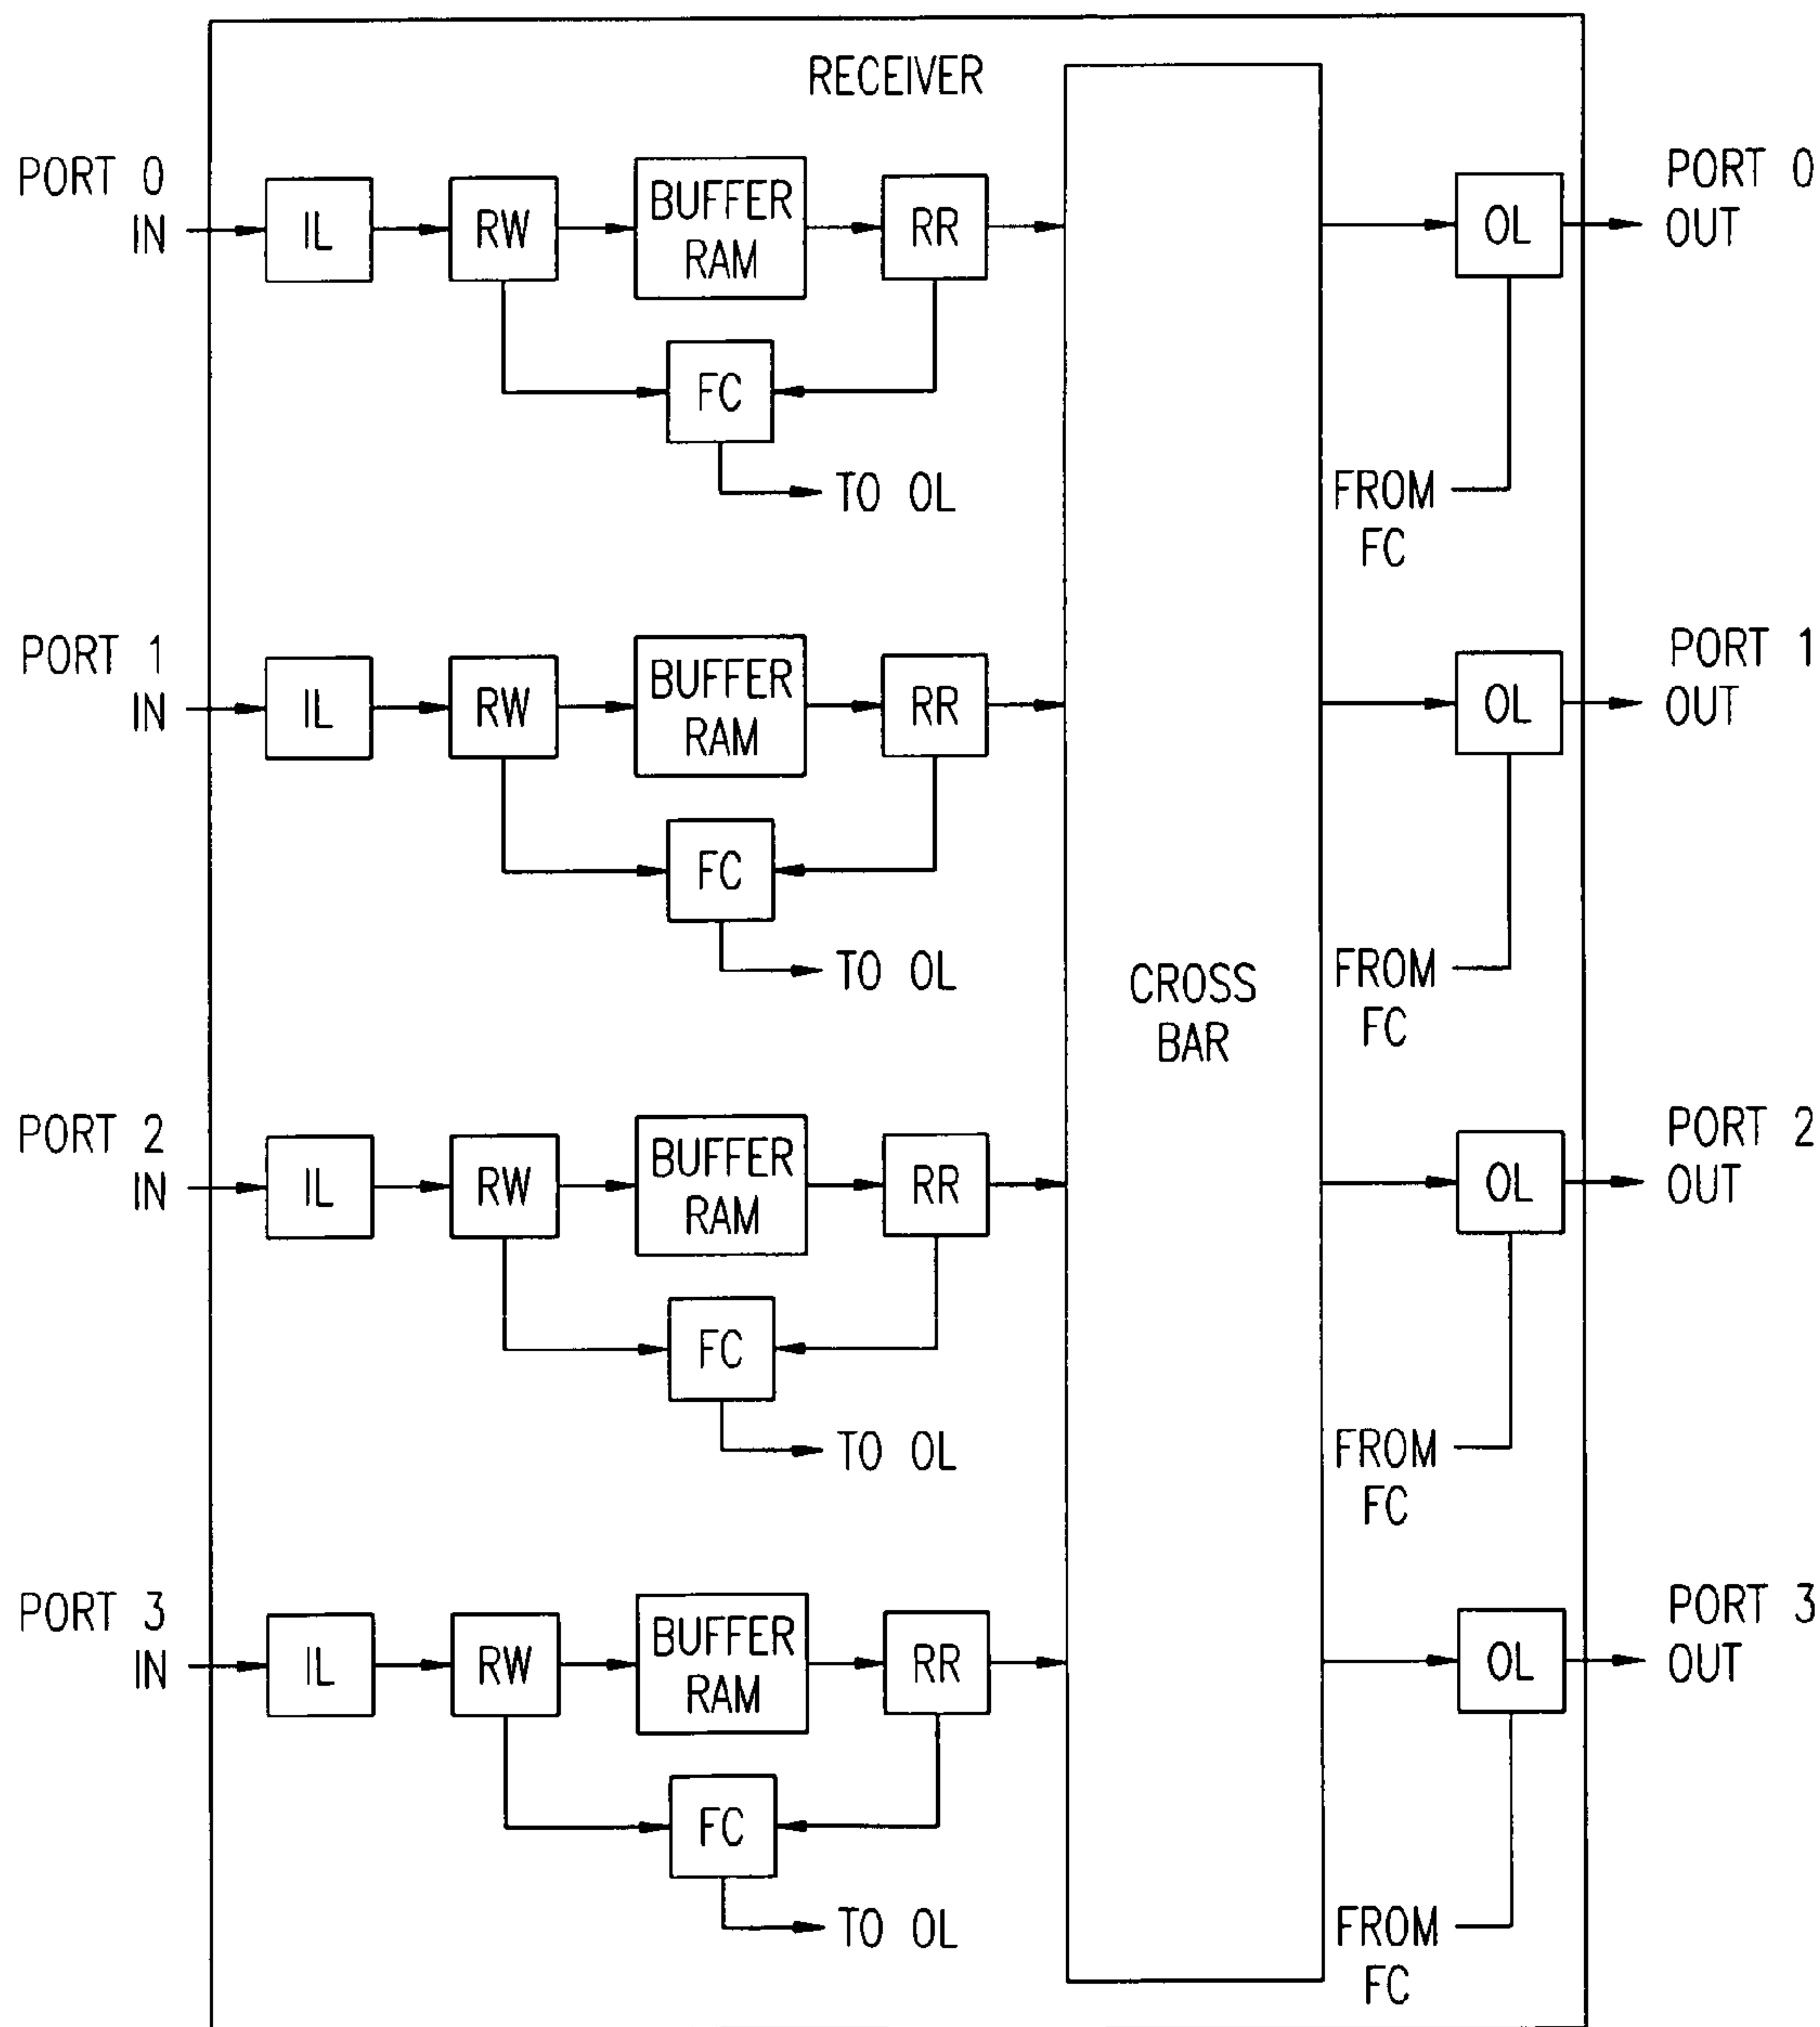 RECEIVER
PORT 0
IN
IL
RW
BUFFER
RAM
RR
OL
PORT 0
OUT
FC
TO OL
FROM
FC
PORT 1
IN
IL
RW
BUFFER
RAM
RR
OL
PORT 1
OUT
FC
TO OL
FROM
FC
CROSS
BAR
PORT 2
IN
IL
RW
BUFFER
RAM
RR
OL
PORT 2
OUT
FC
TO OL
FROM
FC
PORT 3
IN
IL
RW
BUFFER
RAM
RR
OL
PORT 3
OUT
FC
TO OL
FROM
FC